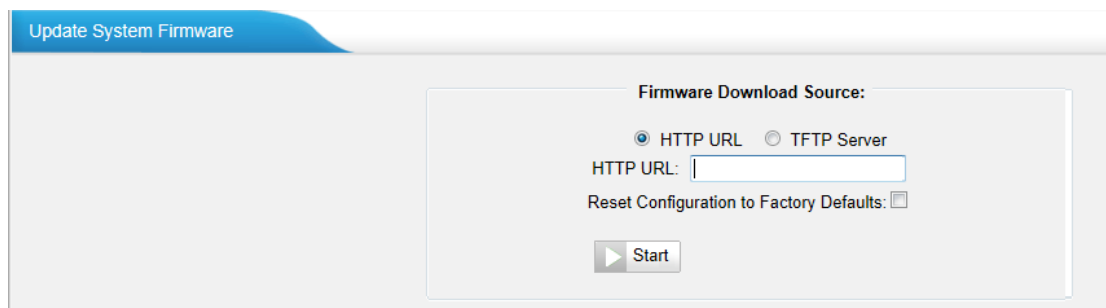 Update System Firmware
Firmware Download Source:
HTTP URL TFTP Server
HTTP URL:
Reset Configuration to Factory Defaults:
Start